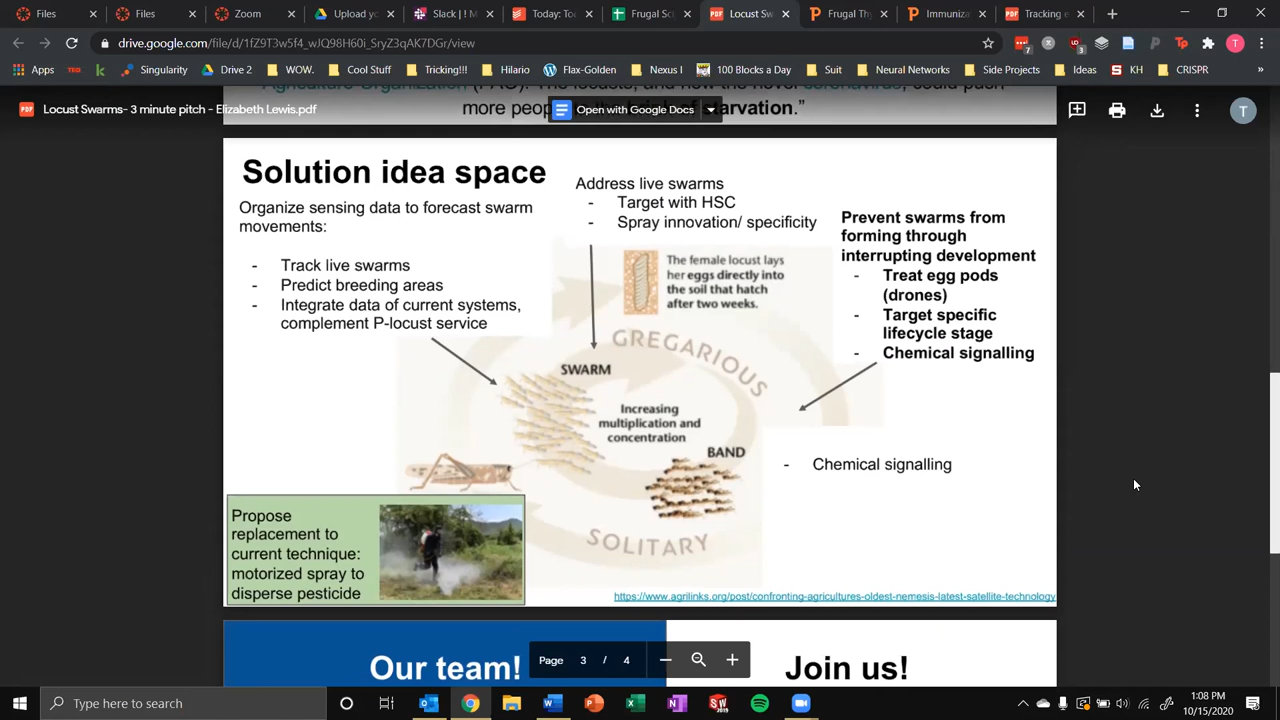 Files
Files
Zoom
Upload yo
Slack | ! M
Today: To
Frugal Sc
Locust Sw
Frugal Thy
Immuniza
Tracking e
drive.google.com/file/d/1fZ9T3w5f4_wJQ98H60i_SryZ3qAK7DGr/view
Apps
TED
Singularity
Drive 2
WOW.
Cool Stuff
Tricking!!!
Hilario
Flax-Golden
Nexus I
100 Blocks a Day
Suit
Neural Networks
Side Projects
Ideas
KH
CRISPR
Locust Swarms- 3 minute pitch - Elizabeth Lewis.pdf
Open with Google Docs
T
more peop
starvation.”
Solution idea space
Organize sensing data to forecast swarm
movements:
- Track live swarms
- Predict breeding areas
- Integrate data of current systems,
complement P-locust service
Address live swarms
- Target with HSC
- Spray innovation/ specificity
Prevent swarms from
forming through
interrupting development
- Treat egg pods
(drones)
- Target specific
lifecycle stage
- Chemical signalling
The female locust lays
her eggs directly into
the soil that hatch
after two weeks.
GREGARIOUS
SWARM
Increasing
multiplication and
concentration
BAND
- Chemical signalling
SOLITARY
Propose
replacement to
current technique:
motorized spray to
disperse pesticide
https://www.agrilinks.org/post/confronting-agricultures-oldest-nemesis-latest-satellite-technology
Our team!
Join us!
Page 3 / 4
Type here to search
1:08 PM
10/15/2020